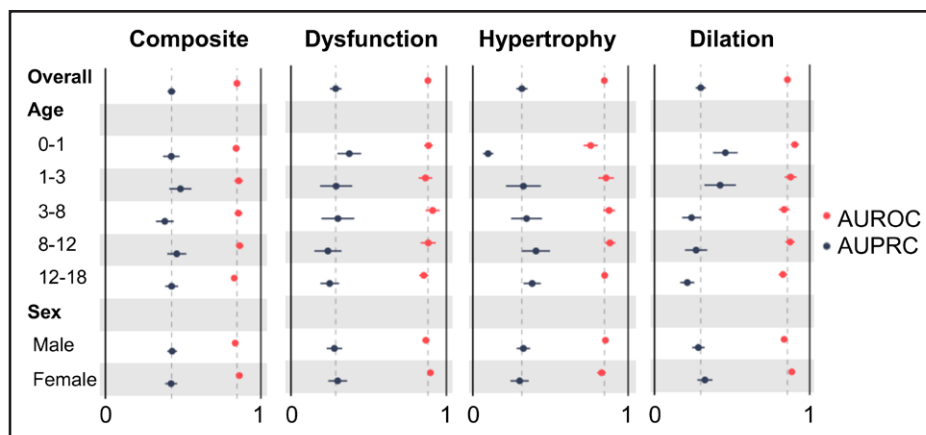 Composite Dysfunction Hypertrophy Dilation
Overall
Age
0-1
1-3
3-8
8-12
12-18
Sex
Male
Female
AUROC
AUPRC
0 1 0 1 0 1 0 1